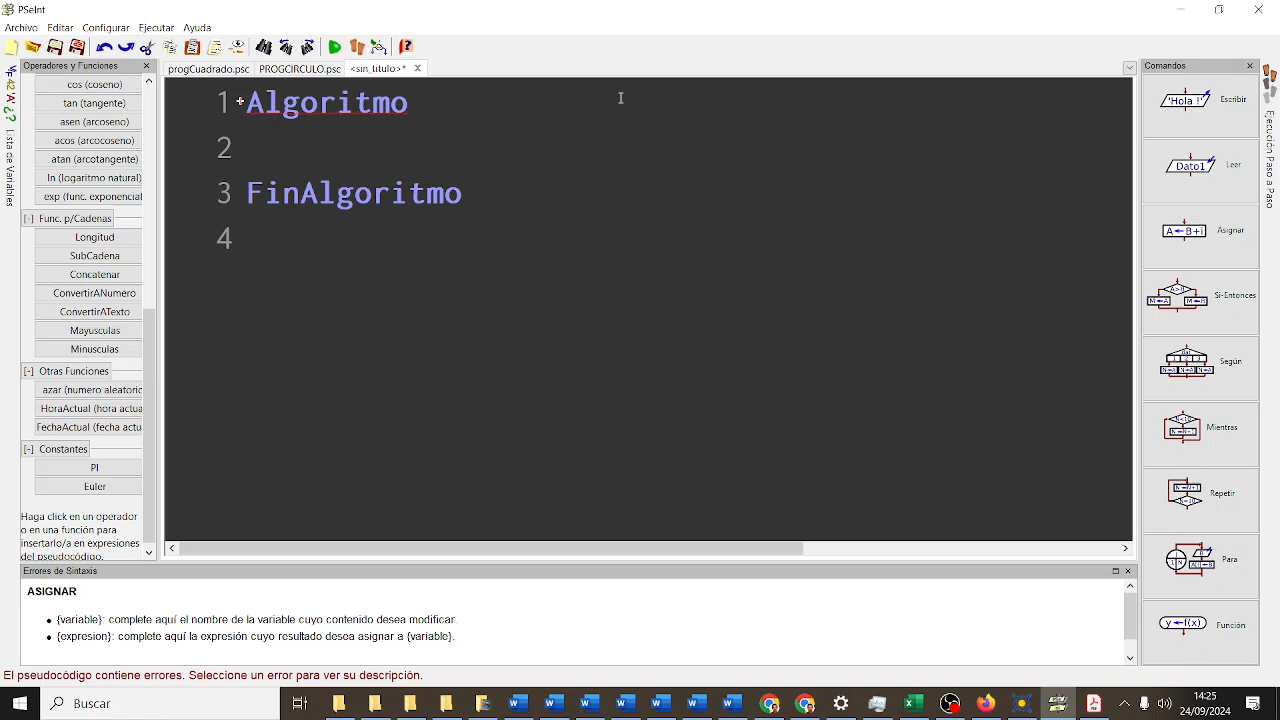 PSeInt
Archivo Editar Configurar Ejecutar Ayuda
Operadores y Funciones
progCuadrado.psc PROGCIRCULO.psc <sin_titulo>*
Comandos
cos (coseno)
tan (tangente)
asen (arcoseno)
acos (arcocoseno)
atan (arcotangente)
ln (logaritmo natural)
exp (func. exponencial
Func. p/Cadenas
Longitud
SubCadena
Concatenar
ConvertirANumero
ConvertirATexto
Mayusculas
Minusculas
Otras Funciones
azar (numero aleatoric
HoraActual (hora actua
FechaActual (fecha actu
Constantes
PI
Euler
Haga click en un operador
o en una función para
insertarlo/a en expresiones
del pseudocódigo.
Lista de Variables
1 Algoritmo
2
3 FinAlgoritmo
4
'Hola !' Escribir
Dato1 Leer
A B+i Asignar
Si-Entonces
Según
Mientras
Repetir
Para
y f(x) Función
Ejecución Paso a Paso
Errores de Sintaxis
ASIGNAR
{variable}: complete aquí el nombre de la variable cuyo contenido desea modificar.
{expresion}: complete aquí la expresión cuyo resultado desea asignar a {variable}.
El pseudocódigo contiene errores. Seleccione un error para ver su descripción.
Buscar
14:25
24/09/2024